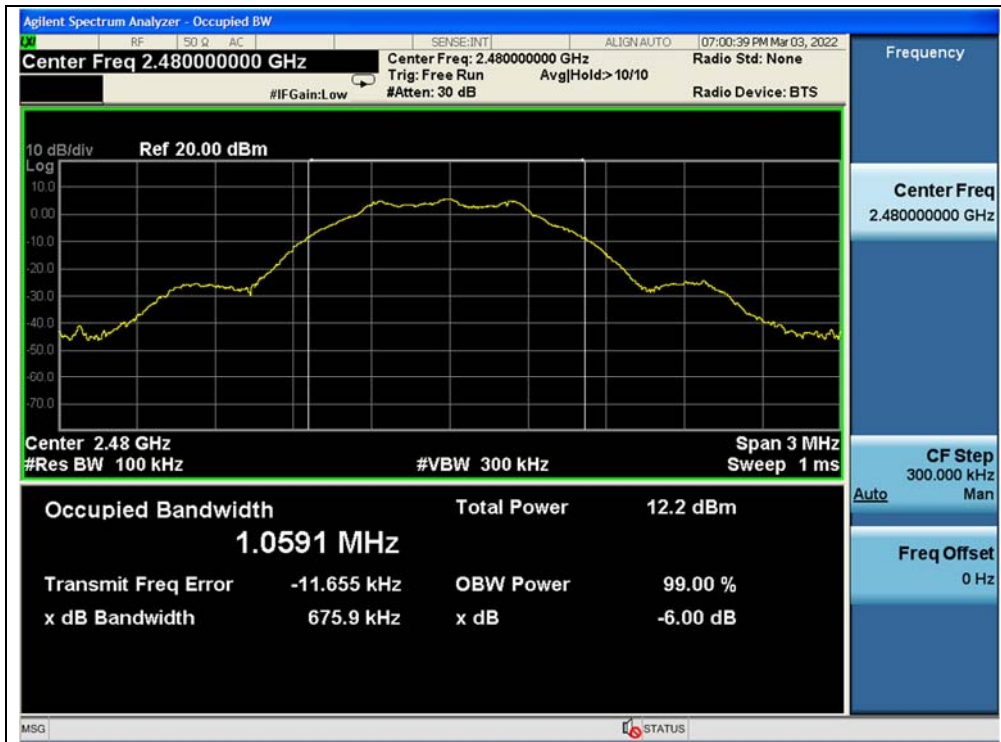 Agilent Spectrum Analyzer - Occupied BW
LXI RF 50 Ω AC SENSE:INT ALIGN AUTO 07:00:39 PM Mar 03, 2022
Center Freq 2.480000000 GHz
Center Freq: 2.480000000 GHz Radio Std: None
Trig: Free Run Avg|Hold:>10/10
#IFGain:Low #Atten: 30 dB Radio Device: BTS
Frequency
10 dB/div Ref 20.00 dBm
Log
10.0
0.00
-10.0
-20.0
-30.0
-40.0
-50.0
-60.0
-70.0
Center 2.48 GHz Span 3 MHz
#Res BW 100 kHz #VBW 300 kHz Sweep 1 ms
Occupied Bandwidth Total Power 12.2 dBm
1.0591 MHz
Transmit Freq Error -11.655 kHz OBW Power 99.00 %
x dB Bandwidth 675.9 kHz x dB -6.00 dB
Center Freq
2.480000000 GHz
CF Step
300.000 kHz
Auto Man
Freq Offset
0 Hz
MSG STATUS